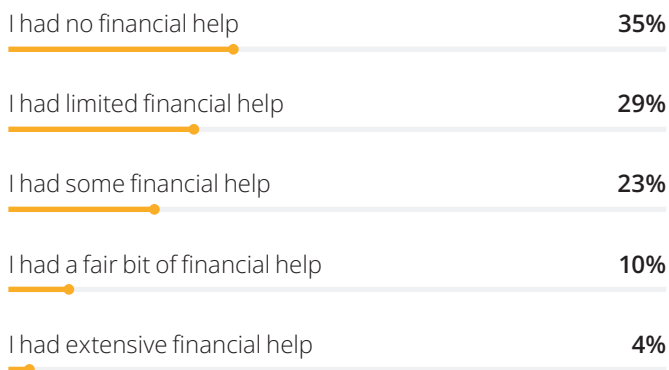 I had no financial help 35%
I had limited financial help 29%
I had some financial help 23%
I had a fair bit of financial help 10%
I had extensive financial help 4%